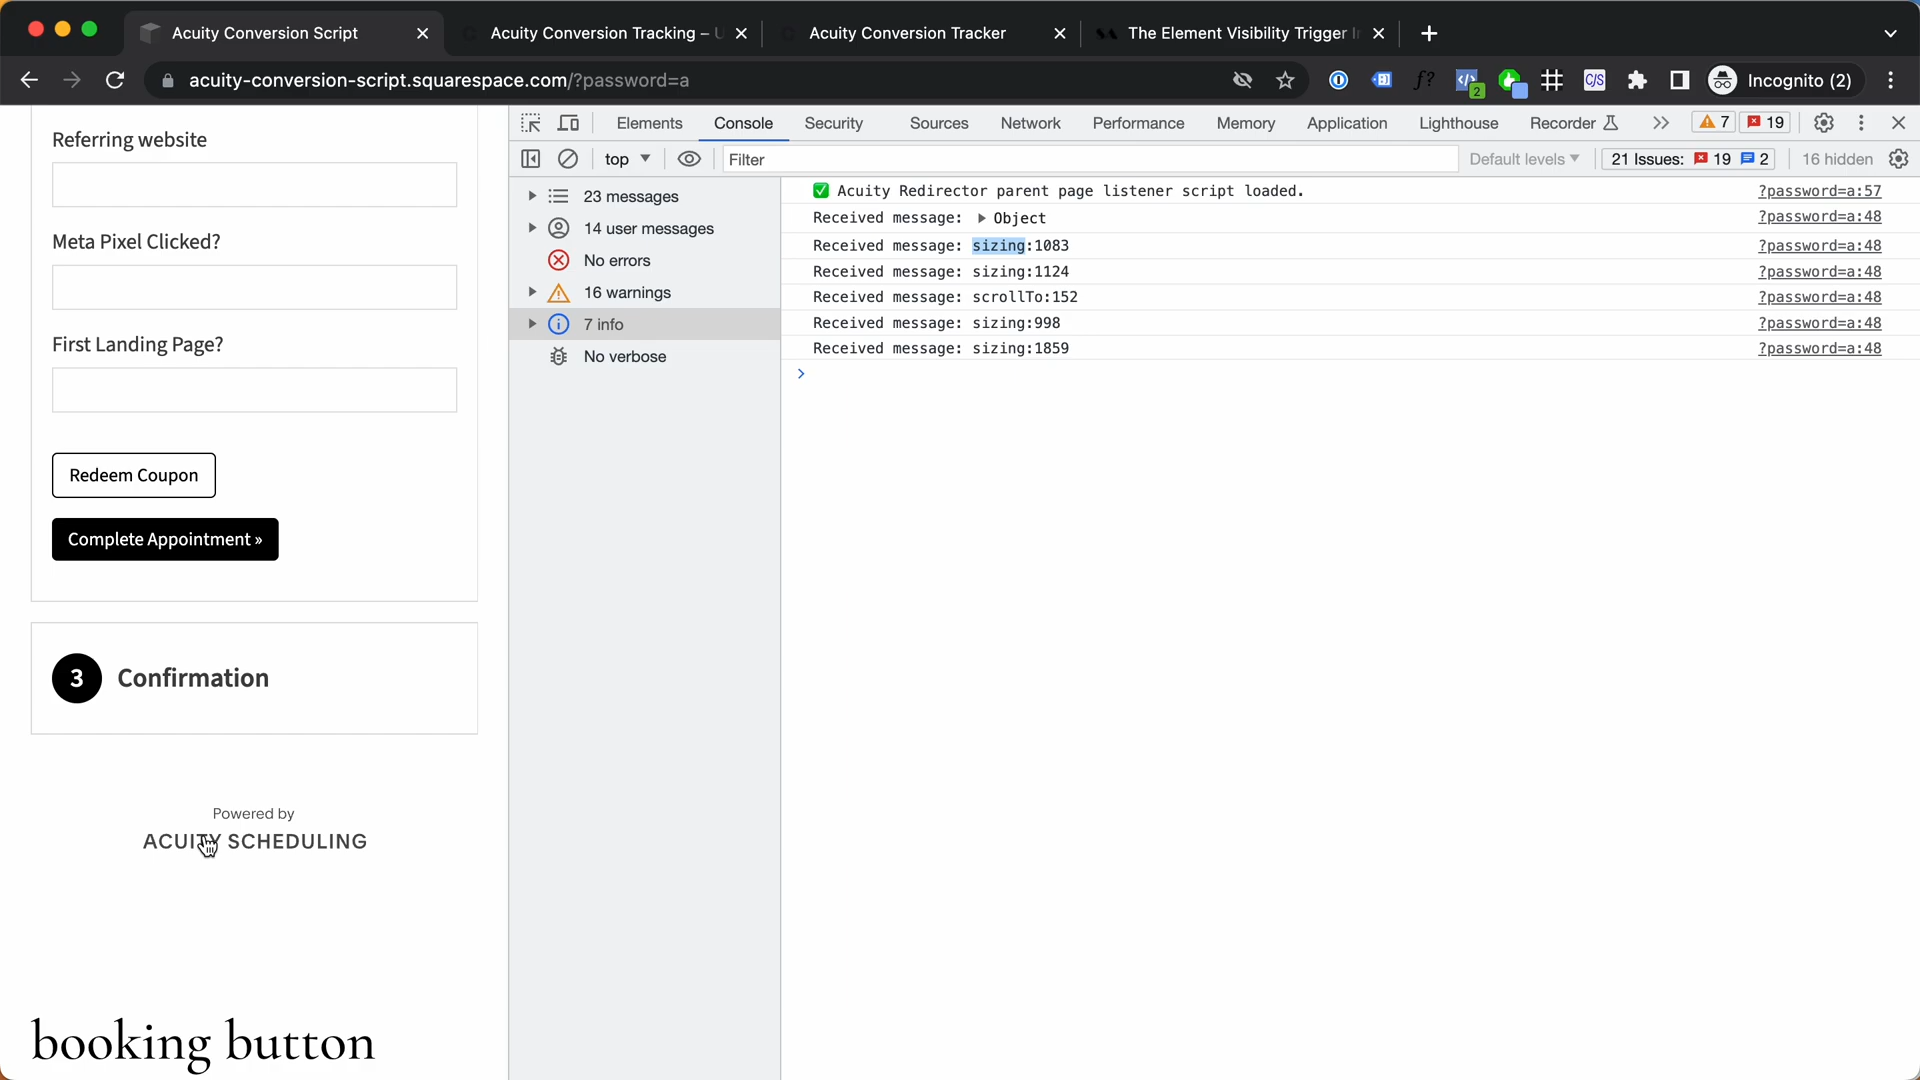 Acuity Conversion Script
Acuity Conversion Tracking – U
Acuity Conversion Tracker
The Element Visibility Trigger In
acuity-conversion-script.squarespace.com/?password=a
2
C/S
Incognito (2)
Referring website
Meta Pixel Clicked?
First Landing Page?
Redeem Coupon
Complete Appointment »
3 Confirmation
Powered by
ACUITY SCHEDULING
booking button
Elements Console Security Sources Network Performance Memory Application Lighthouse Recorder 7 19
top Filter Default levels 21 Issues: 19 2 16 hidden
23 messages
14 user messages
No errors
16 warnings
7 info
No verbose
✅ Acuity Redirector parent page listener script loaded. ?password=a:57
Received message: ▸ Object ?password=a:48
Received message: sizing:1083 ?password=a:48
Received message: sizing:1124 ?password=a:48
Received message: scrollTo:152 ?password=a:48
Received message: sizing:998 ?password=a:48
Received message: sizing:1859 ?password=a:48